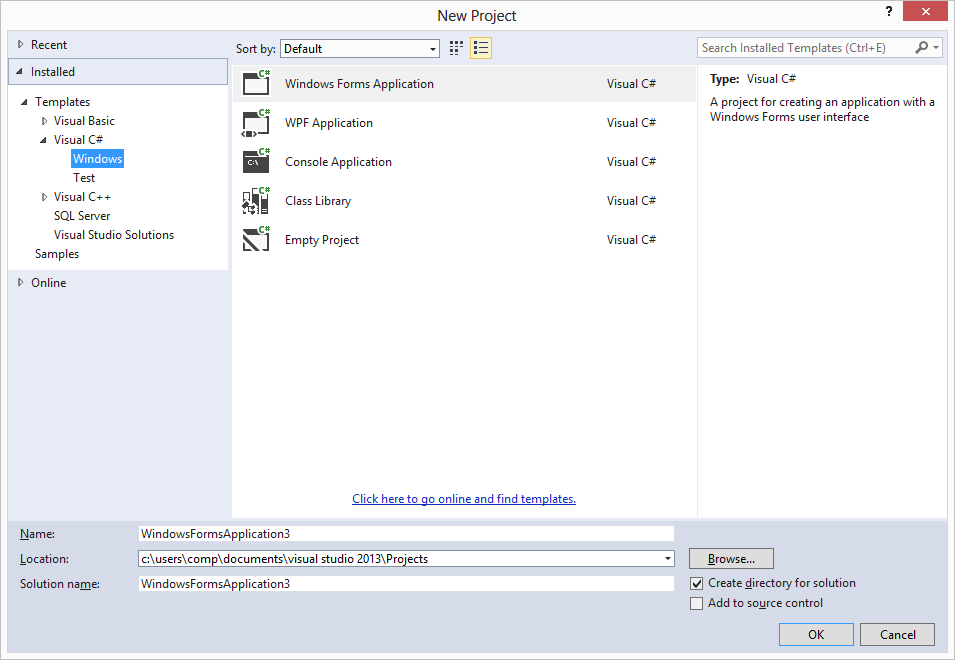 New Project
?
Recent
Installed
Templates
Visual Basic
Visual C#
Windows
Test
Visual C++
SQL Server
Visual Studio Solutions
Samples
Online
Sort by: Default
Search Installed Templates (Ctrl+E)
C# Windows Forms Application Visual C#
C# WPF Application Visual C#
C# C:\ Console Application Visual C#
C# Class Library Visual C#
C# Empty Project Visual C#
Click here to go online and find templates.
Type: Visual C#
A project for creating an application with a
Windows Forms user interface
Name: WindowsFormsApplication3
Location: c:\users\comp\documents\visual studio 2013\Projects Browse...
Solution name: WindowsFormsApplication3
Create directory for solution
Add to source control
OK Cancel